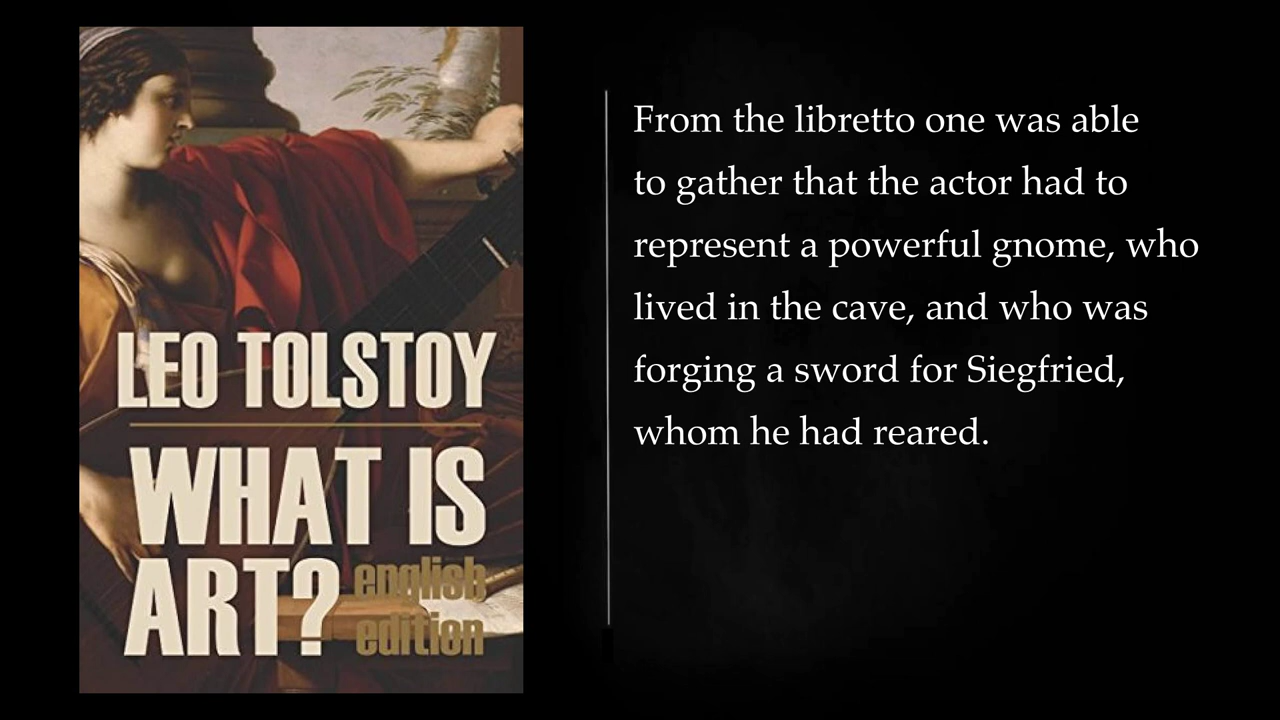 LEO TOLSTOY
WHAT IS
ART?
english
edition
From the libretto one was able
to gather that the actor had to
represent a powerful gnome, who
lived in the cave, and who was
forging a sword for Siegfried,
whom he had reared.